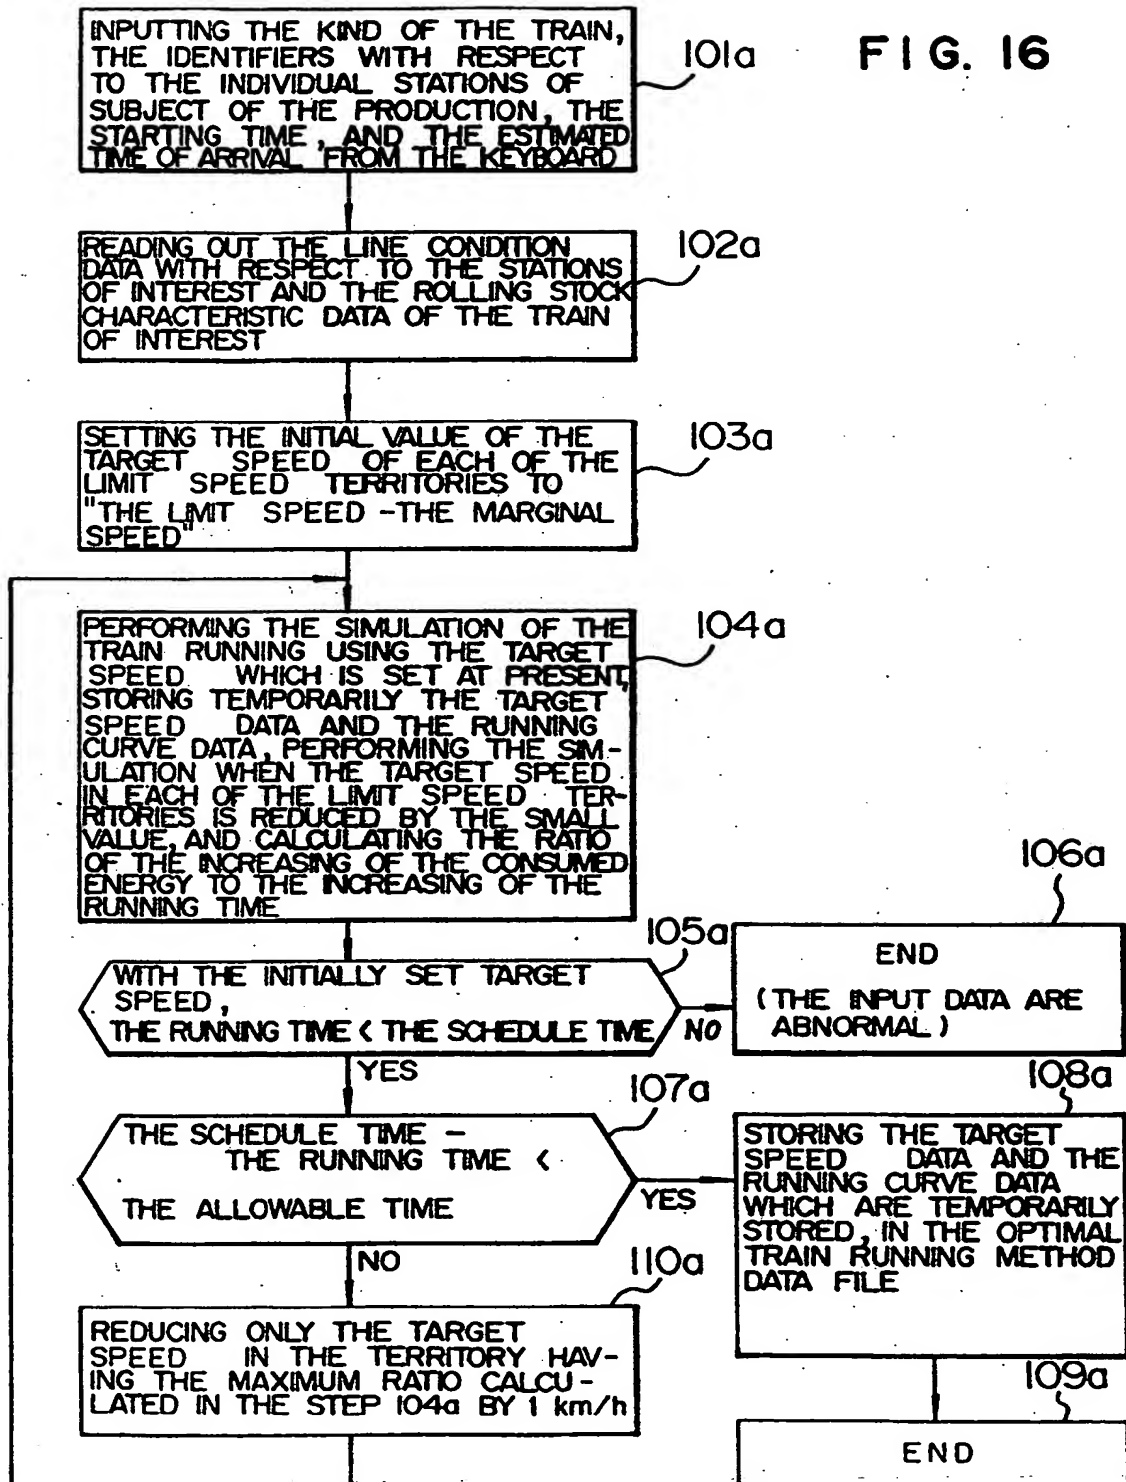 FIG. 16
INPUTTING THE KIND OF THE TRAIN,
THE IDENTIFIERS WITH RESPECT
TO THE INDIVIDUAL STATIONS OF
SUBJECT OF THE PRODUCTION, THE
STARTING TIME, AND THE ESTIMATED
TIME OF ARRIVAL FROM THE KEYBOARD
101a
READING OUT THE LINE CONDITION
DATA WITH RESPECT TO THE STATIONS
OF INTEREST AND THE ROLLING STOCK
CHARACTERISTIC DATA OF THE TRAIN
OF INTEREST
102a
SETTING THE INITIAL VALUE OF THE
TARGET SPEED OF EACH OF THE
LIMIT SPEED TERRITORIES TO
"THE LIMIT SPEED - THE MARGINAL
SPEED"
103a
PERFORMING THE SIMULATION OF THE
TRAIN RUNNING USING THE TARGET
SPEED WHICH IS SET AT PRESENT,
STORING TEMPORARILY THE TARGET
SPEED DATA AND THE RUNNING
CURVE DATA, PERFORMING THE SIM-
ULATION WHEN THE TARGET SPEED
IN EACH OF THE LIMIT SPEED TER-
RITORIES IS REDUCED BY THE SMALL
VALUE, AND CALCULATING THE RATIO
OF THE INCREASING OF THE CONSUMED
ENERGY TO THE INCREASING OF THE
RUNNING TIME
104a
WITH THE INITIALLY SET TARGET
SPEED,
THE RUNNING TIME < THE SCHEDULE TIME
105a
NO
END
(THE INPUT DATA ARE
ABNORMAL)
106a
YES
THE SCHEDULE TIME -
THE RUNNING TIME <
THE ALLOWABLE TIME
107a
YES
STORING THE TARGET
SPEED DATA AND THE
RUNNING CURVE DATA
WHICH ARE TEMPORARILY
STORED, IN THE OPTIMAL
TRAIN RUNNING METHOD
DATA FILE
108a
NO
REDUCING ONLY THE TARGET
SPEED IN THE TERRITORY HAV-
ING THE MAXIMUM RATIO CALCU-
LATED IN THE STEP 104a BY 1 km/h
110a
END
109a